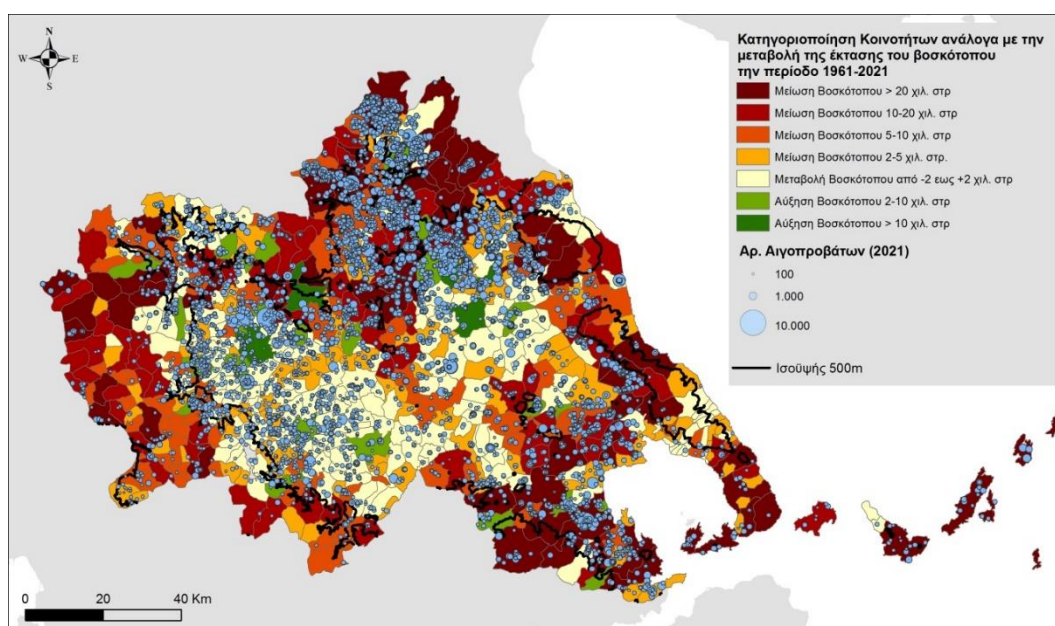 N
W
E
S
Κατηγοριοποίηση Κοινοτήτων ανάλογα με την
μεταβολή της έκτασης του βοσκότοπου
την περίοδο 1961-2021
Μείωση Βοσκότοπου > 20 χιλ. στρ
Μείωση Βοσκότοπου 10-20 χιλ. στρ
Μείωση Βοσκότοπου 5-10 χιλ. στρ
Μείωση Βοσκότοπου 2-5 χιλ. στρ.
Μεταβολή Βοσκότοπου από -2 εως +2 χιλ. στρ
Αύξηση Βοσκότοπου 2-10 χιλ. στρ
Αύξηση Βοσκότοπου > 10 χιλ. στρ
Αρ. Αιγοπροβάτων (2021)
100
1.000
10.000
Ισοϋψής 500m
0 20 40 Km